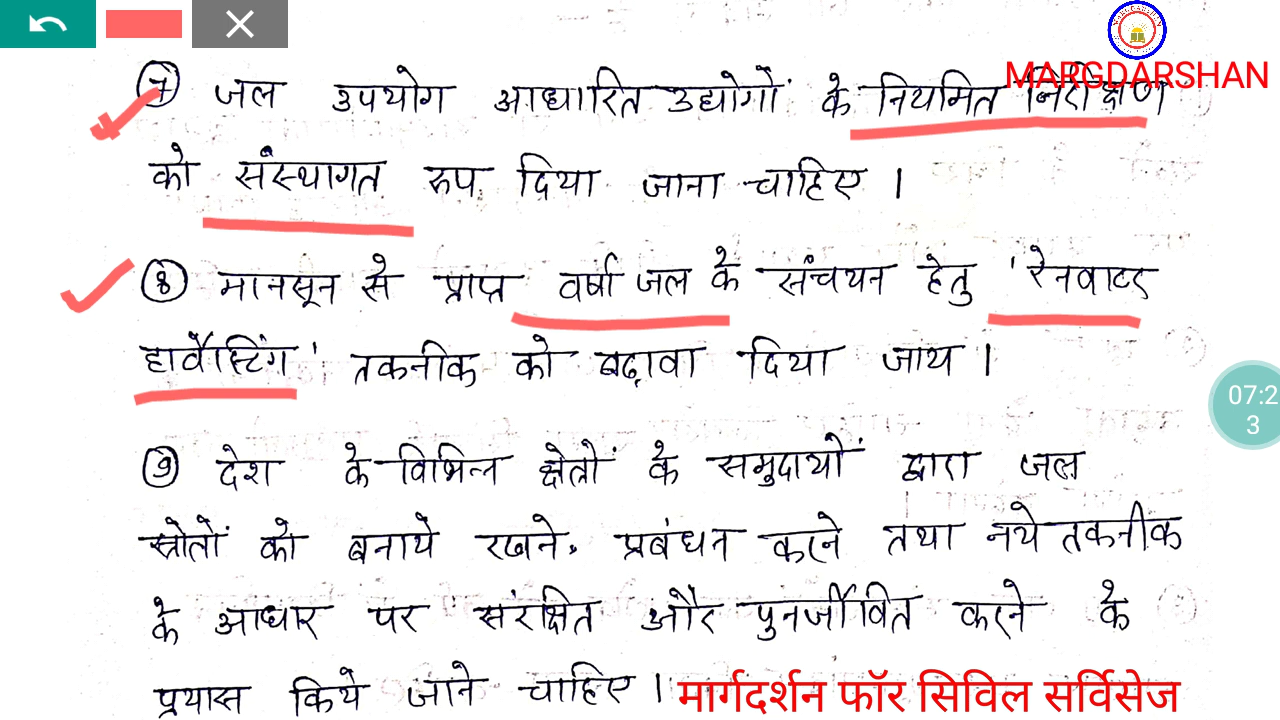 MARGDARSHAN
⑦ जल उपयोग आधारित उद्योगों के नियमित निरीक्षण
को संस्थागत रुप दिया जाना चाहिए ।
⑧ मानसून से प्राप्त वर्षा जल के संचयन हेतु 'रेनवाटर
हार्वेस्टिंग' तकनीक को बढ़ावा दिया जाय ।
07:2
3
⑨ देश के विभिन्न क्षेत्रों के समुदायों द्वारा जल
स्त्रोतों को बनाये रखने, प्रबंधन करने तथा नये तकनीक
के आधार पर संरक्षित और पुनर्जीवित करने के
प्रयास किये जाने चाहिए ।
मार्गदर्शन फॉर सिविल सर्विसेज